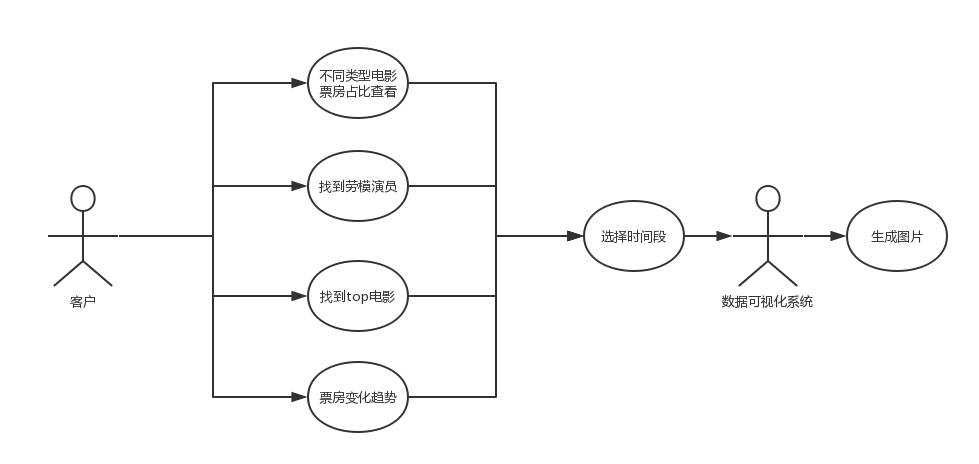 不同类型电影
票房占比查看
找到劳模演员
选择时间段
生成图片
找到top电影
客户
数据可视化系统
票房变化趋势